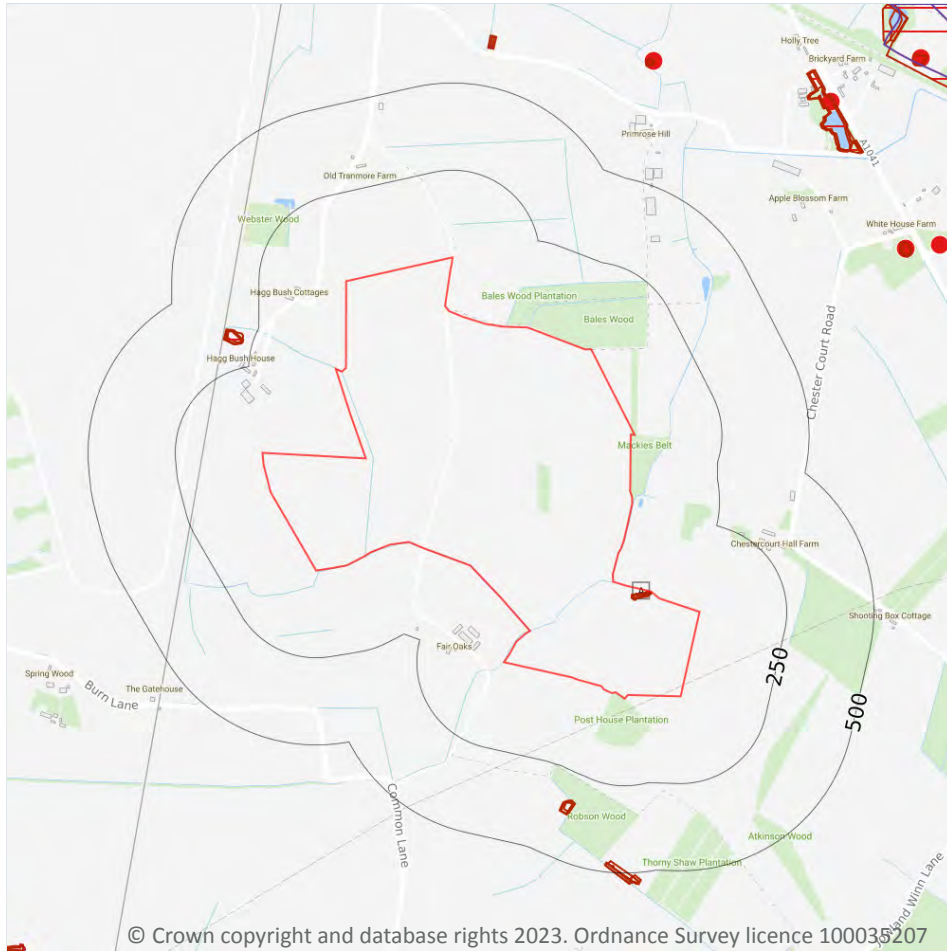 Holly Tree
Brickyard Farm
Primrose Hill
A1041
Old Tranmore Farm
Apple Blossom Farm
Webster Wood
White House Farm
Hagg Bush Cottages
Bales Wood Plantation
Bales Wood
Hagg Bush House
Chester Court Road
Mackies Belt
Chestercourt Hall Farm
A
Shooting Box Cottage
Fair Oaks
Spring Wood
The Gatehouse
Burn Lane
250
500
Post House Plantation
Common Lane
Robson Wood
Atkinson Wood
Thorny Shaw Plantation
and Winn Lane
© Crown copyright and database rights 2023. Ordnance Survey licence 100035207